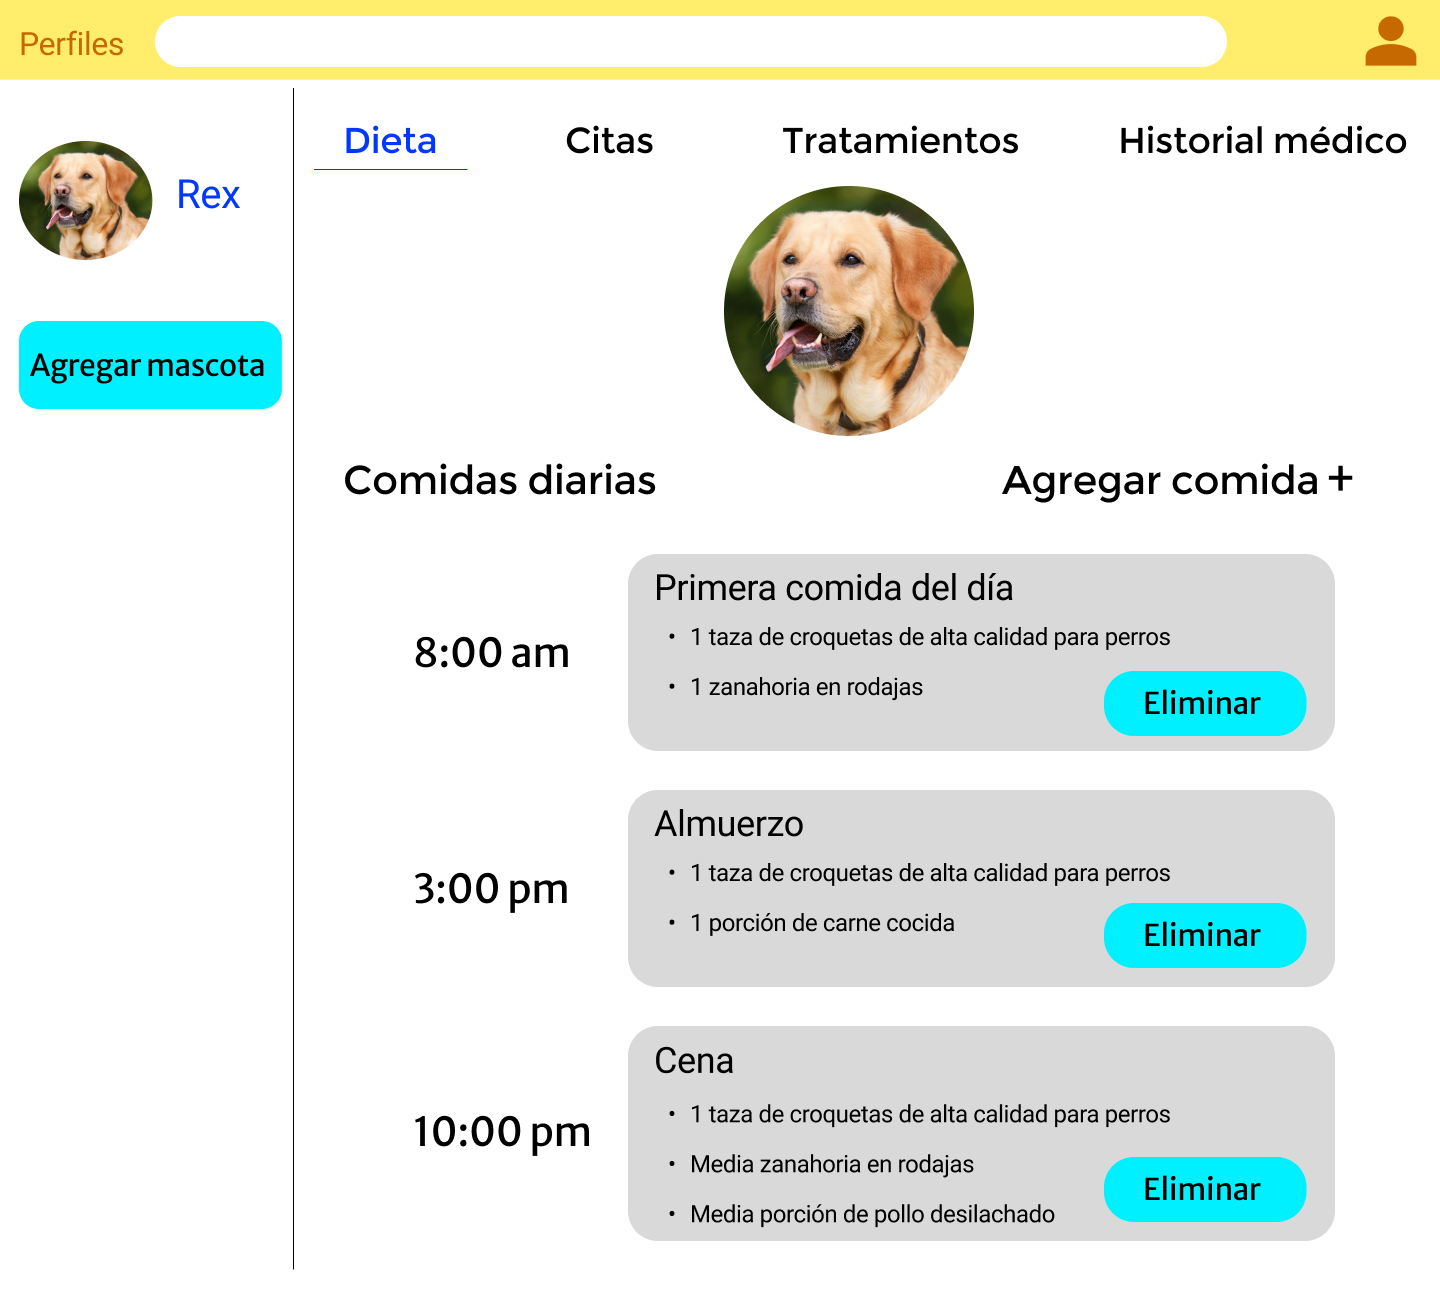 Perfiles
Rex
Agregar mascota
Dieta
Citas
Tratamientos
Historial médico
Comidas diarias
Agregar comida +
8:00 am
Primera comida del día
• 1 taza de croquetas de alta calidad para perros
• 1 zanahoria en rodajas
Eliminar
3:00 pm
Almuerzo
• 1 taza de croquetas de alta calidad para perros
• 1 porción de carne cocida
Eliminar
10:00 pm
Cena
• 1 taza de croquetas de alta calidad para perros
• Media zanahoria en rodajas
• Media porción de pollo desilachado
Eliminar